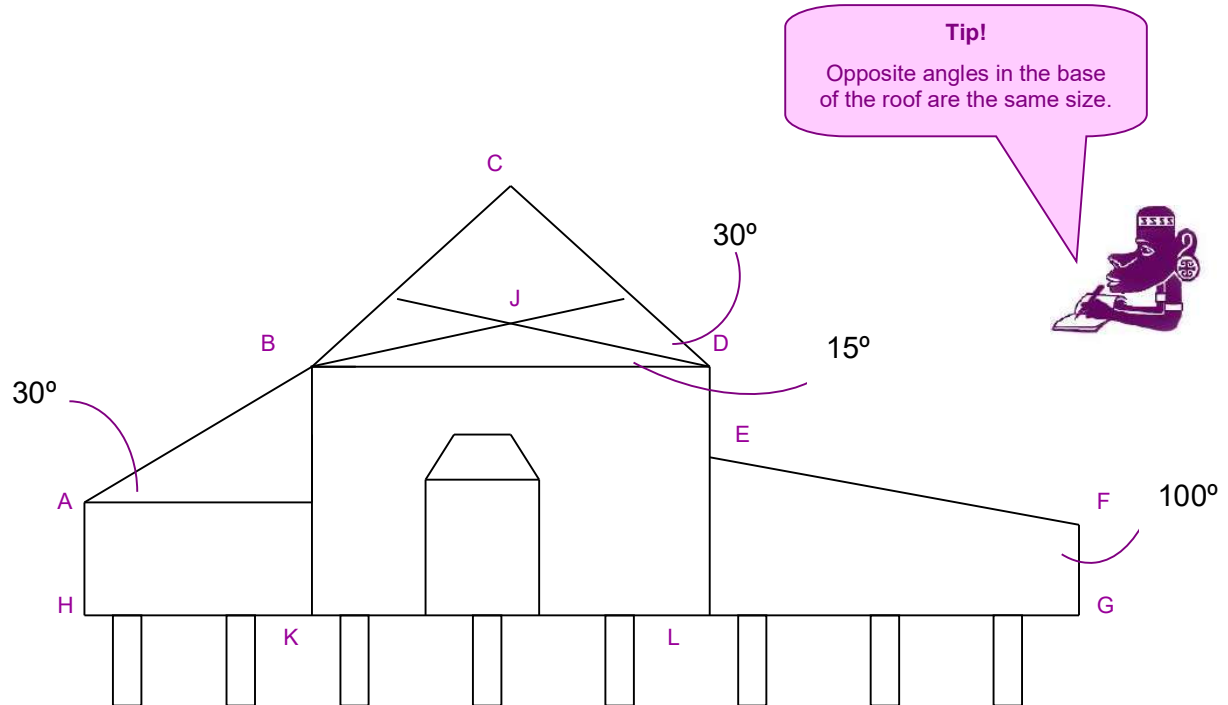 Tip!
Opposite angles in the base
of the roof are the same size.
C
30º
J
B
D
15º
30º
E
A
F
100º
H
G
K
L